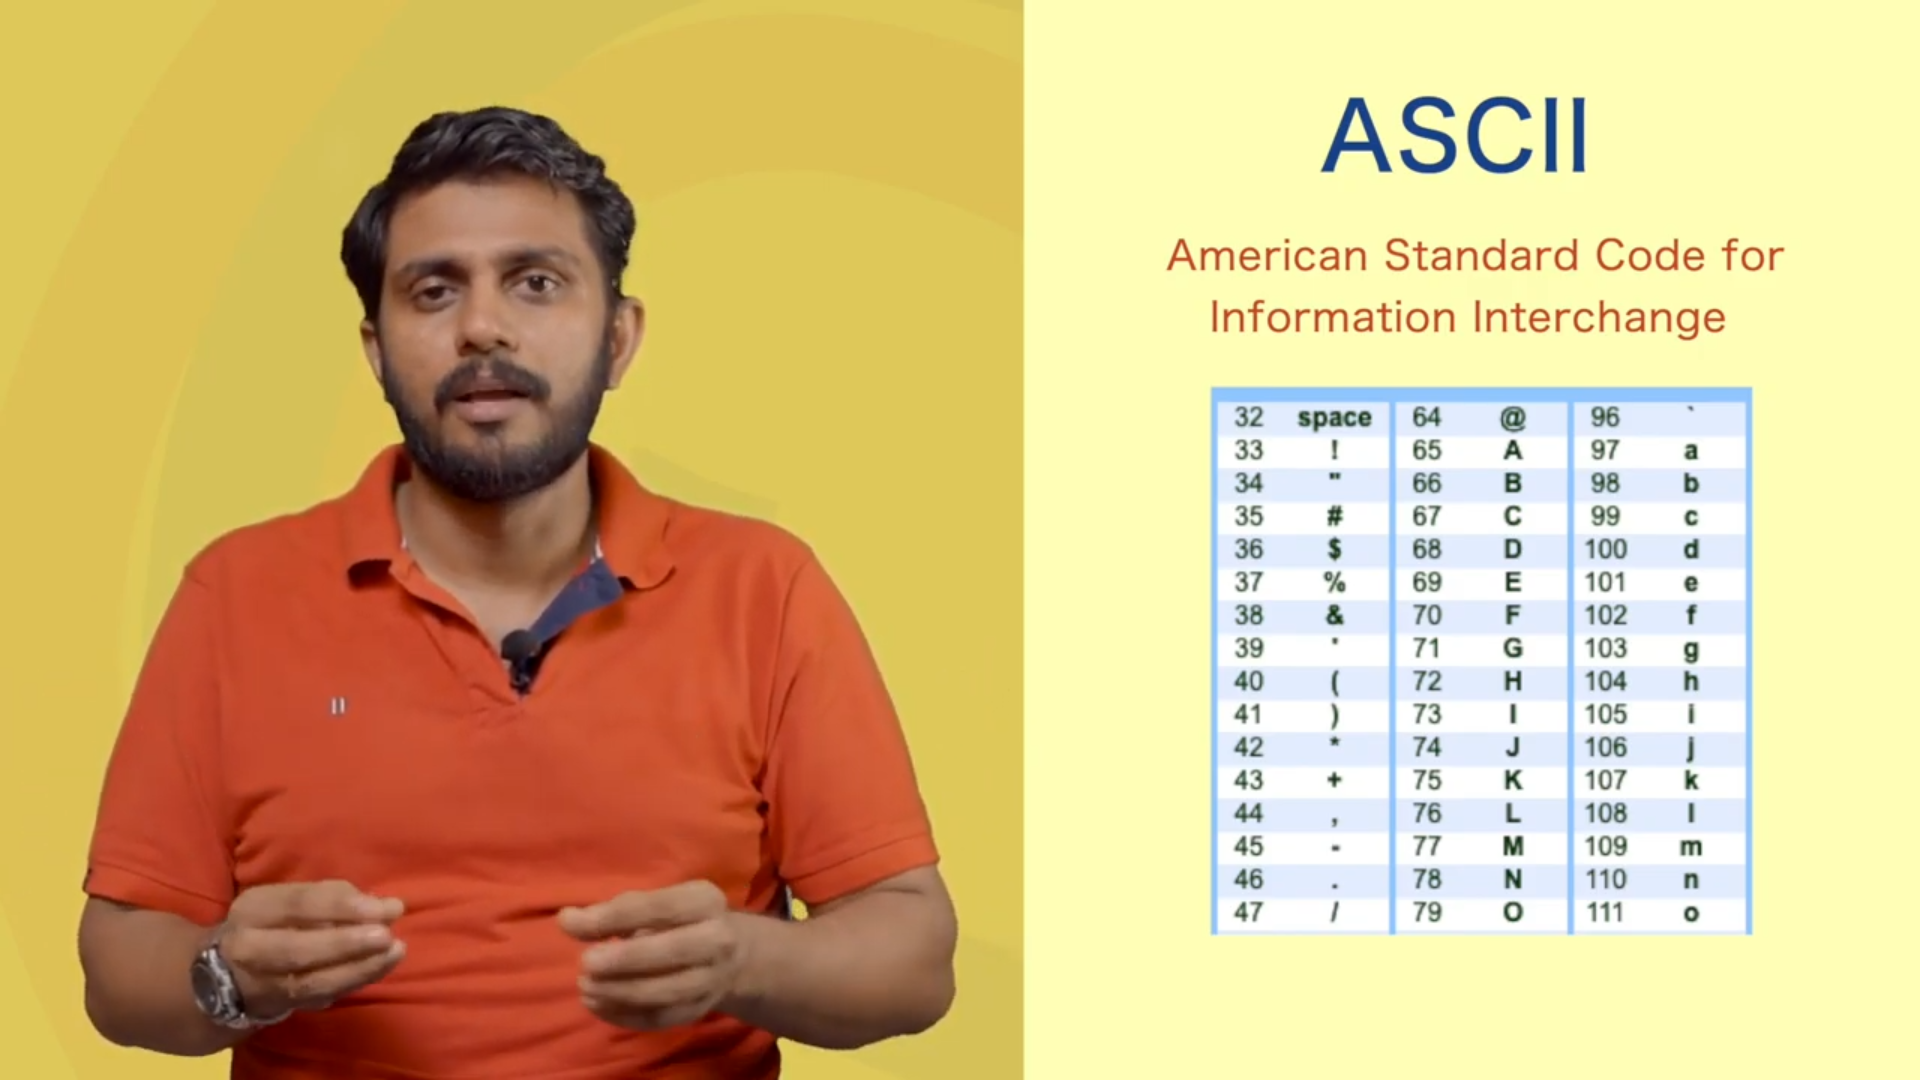 ASCII
American Standard Code for
Information Interchange
32 space 64 @ 96 `
33 ! 65 A 97 a
34 " 66 B 98 b
35 # 67 C 99 c
36 $ 68 D 100 d
37 % 69 E 101 e
38 & 70 F 102 f
39 ' 71 G 103 g
40 ( 72 H 104 h
41 ) 73 I 105 i
42 * 74 J 106 j
43 + 75 K 107 k
44 , 76 L 108 l
45 - 77 M 109 m
46 . 78 N 110 n
47 / 79 O 111 o